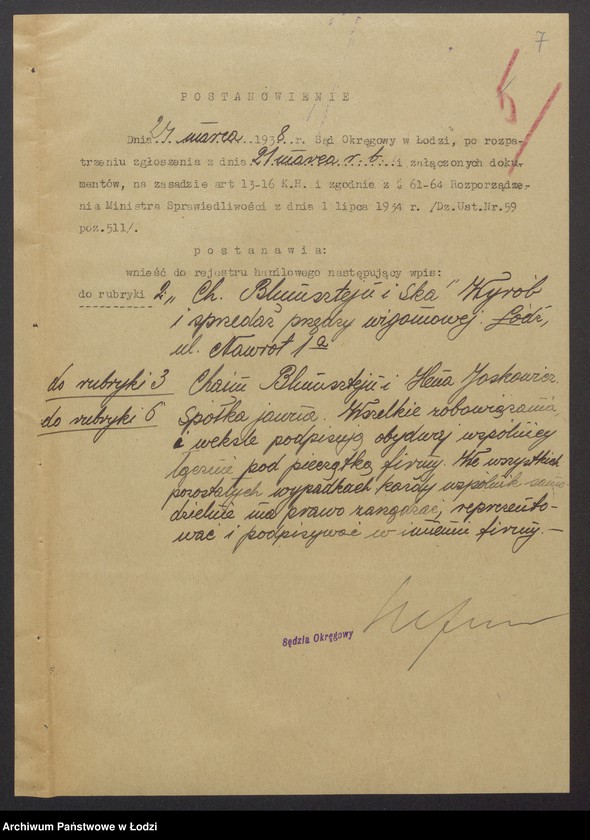 7
5/
POSTANOWIENIE
Dnia 24 marca 1938 r. Sąd Okręgowy w Łodzi, po rozpa-
trzeniu zgłoszenia z dnia 21 marca r. b. i załączonych doku-
mentów, na zasadzie art 13-16 K.H. i zgodnie z § 61-64 Rozporządze-
nia Ministra Sprawiedliwości z dnia 1 lipca 1934 r. /Dz.Ust.Nr.59
poz.511/.
postanawia:
wnieść do rejestru handlowego następujący wpis:
do rubryki 2 „Ch. Blumsztejn i Ska" Wyrób
i sprzedaż przędzy wigoniowej. Łódź,
ul. Nawrot 1a
do rubryki 3 Chaim Blumsztejn i Hena Joskowicz.
do rubryki 6 Spółka jawna. Wszelkie zobowiązania,
i weksle podpisują obydwaj wspólnicy
łącznie pod pieczątką firmy. We wszystkich
pozostałych wypadkach każdy wspólnik samo-
dzielnie ma prawo zarządzać, reprezento-
wać i podpisywać w imieniu firmy.—
Sędzia Okręgowy
Archiwum Państwowe w Łodzi